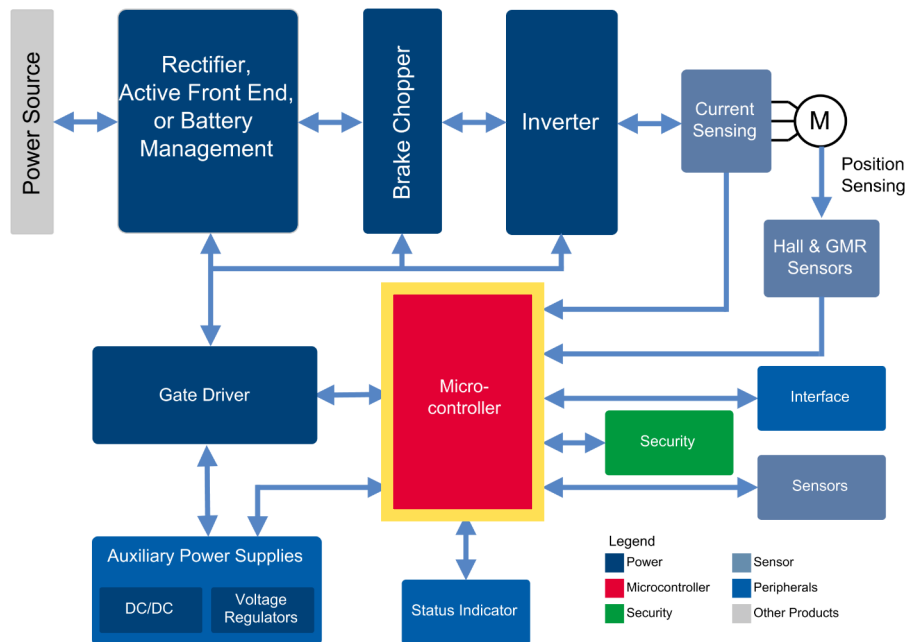 Power Source
Rectifier,
Active Front End,
or Battery
Management
Brake Chopper
Inverter
Current
Sensing
M
Position
Sensing
Hall & GMR
Sensors
Gate Driver
Micro-
controller
Interface
Security
Sensors
Auxiliary Power Supplies
DC/DC
Voltage
Regulators
Status Indicator
Legend
Power
Sensor
Microcontroller
Peripherals
Security
Other Products